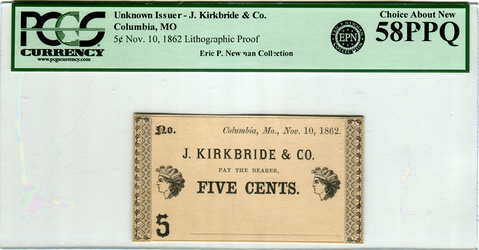 PCGS
CURRENCY
www.pcgscurrency.com
Unknown Issuer - J. Kirkbride & Co.
Columbia, MO
5¢ Nov. 10, 1862 Lithographic Proof
Eric P. Newman Collection
EPN
Choice About New
58PPQ
No.
Columbia, Mo., Nov. 10, 1862.
J. KIRKBRIDE & CO.
PAY THE BEARER,
FIVE CENTS.
5